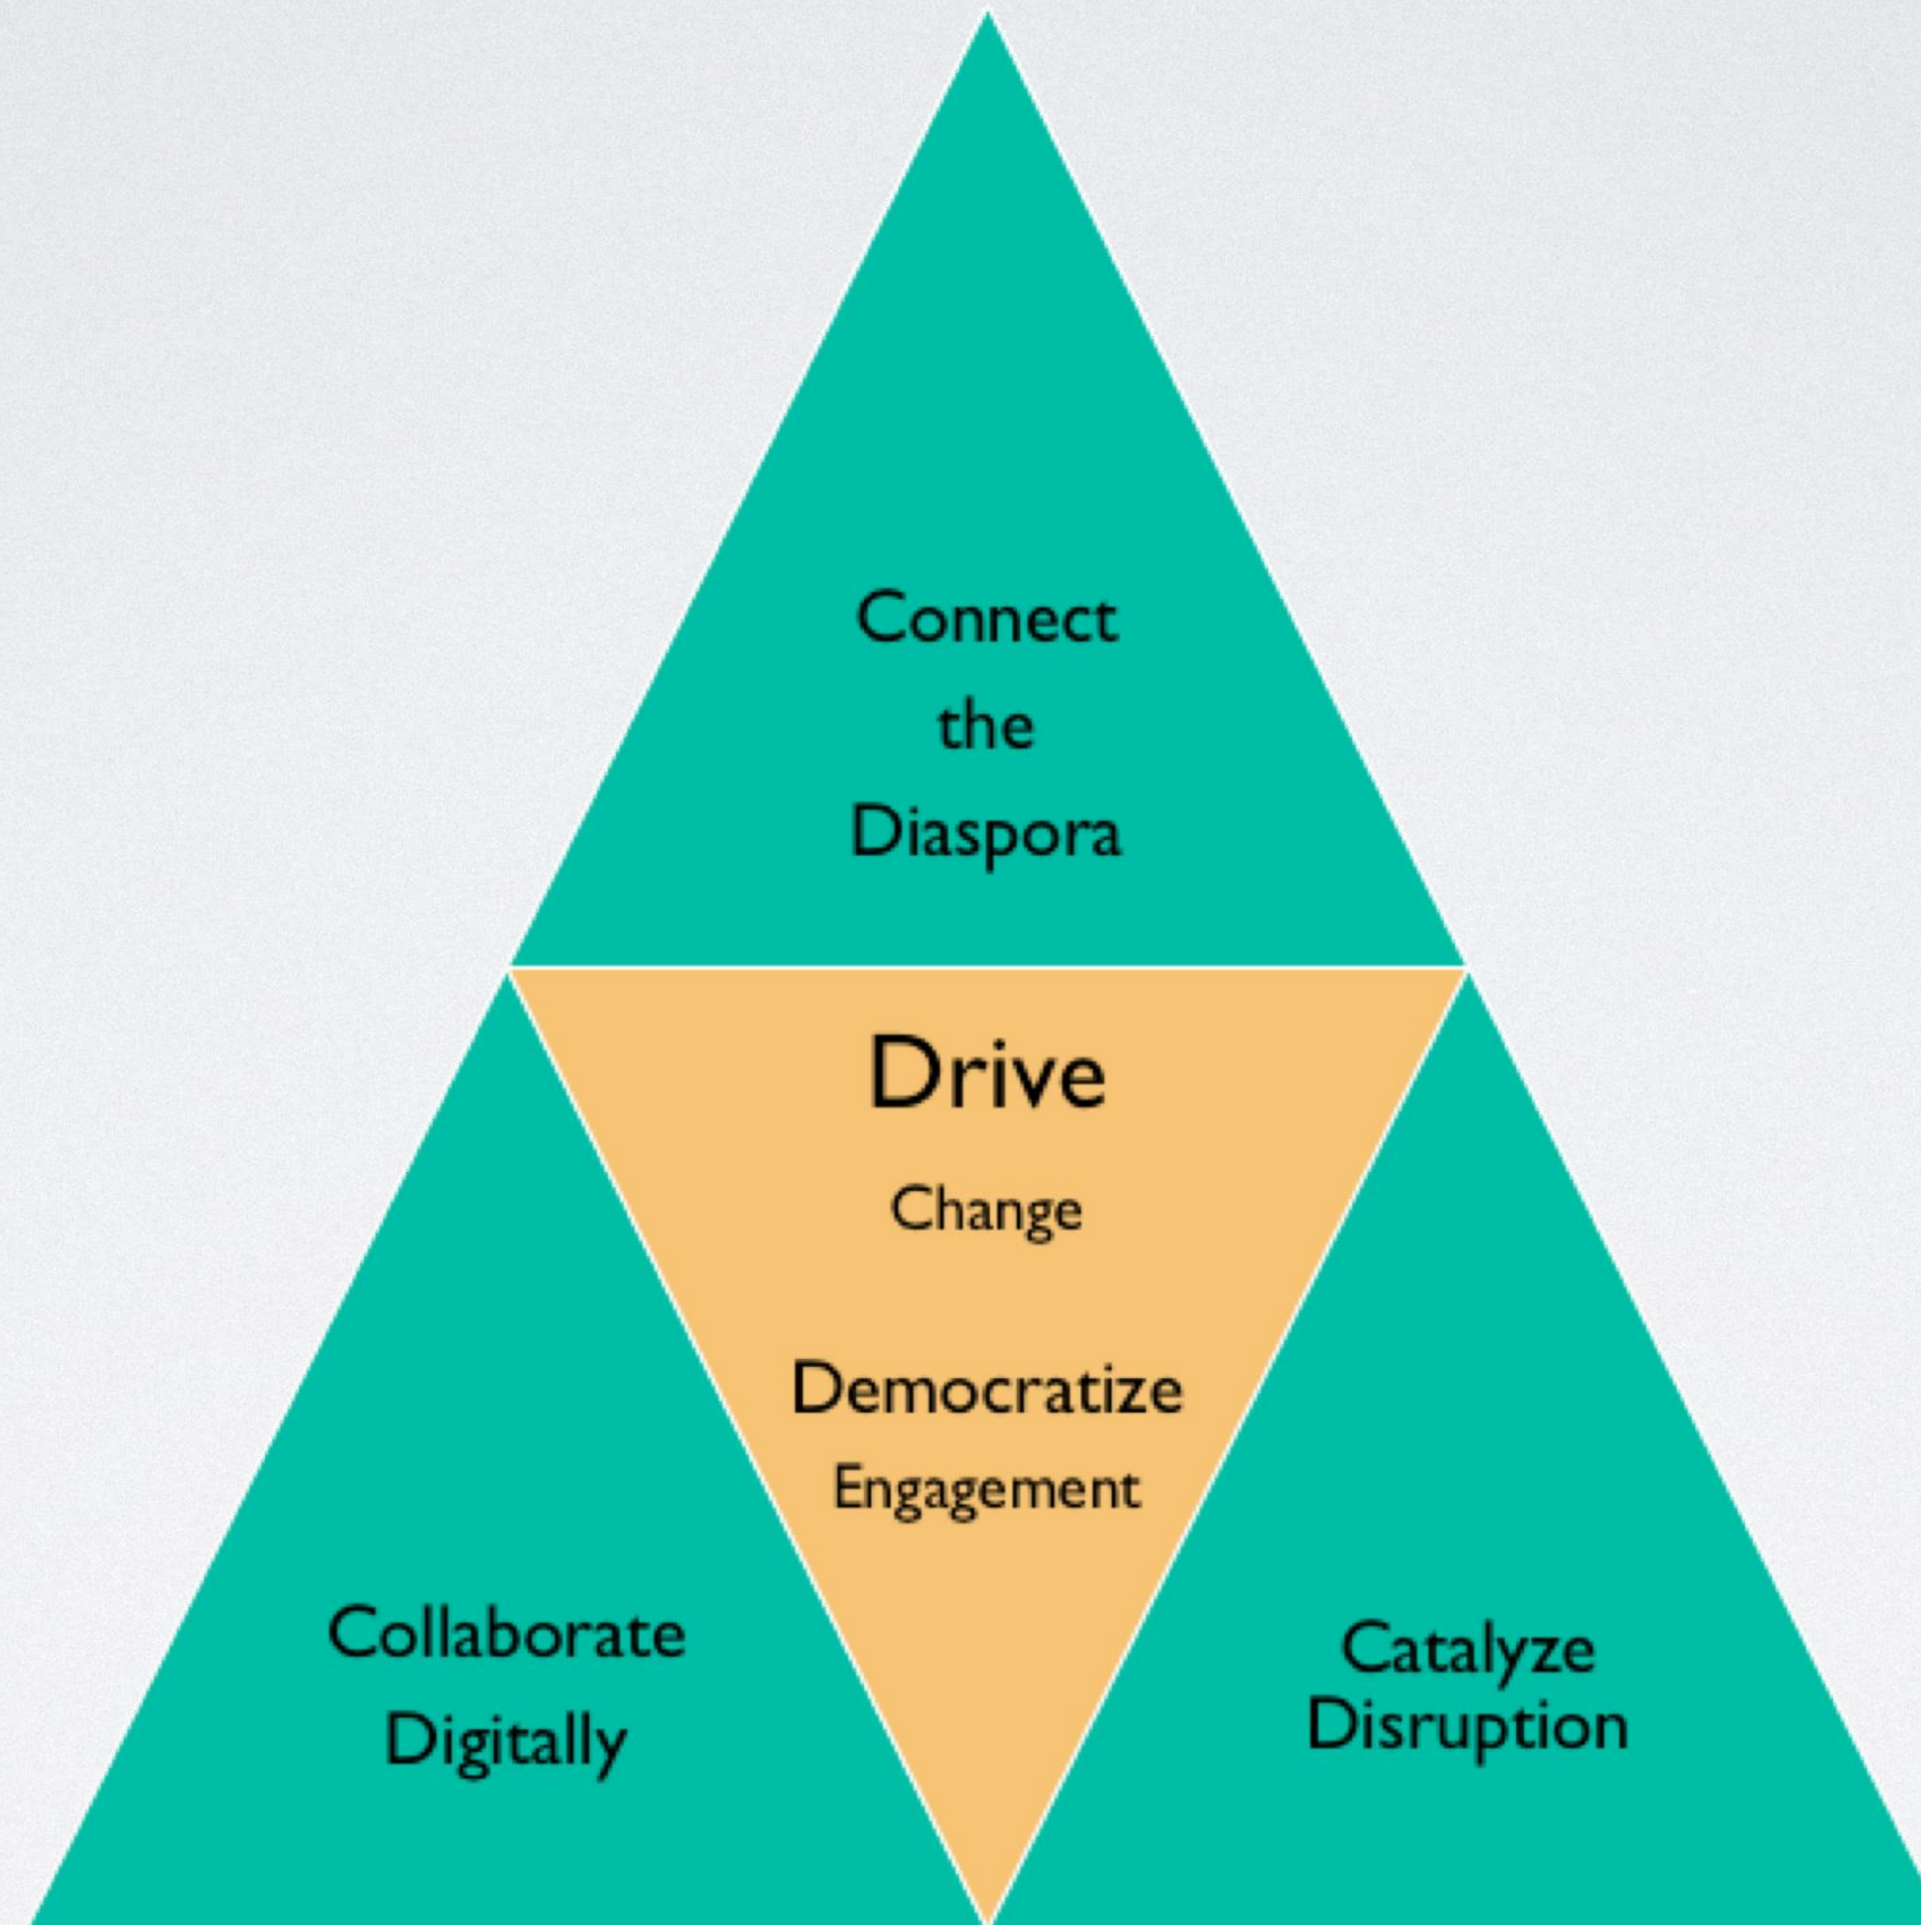 Connect
the
Diaspora
Drive
Change
Democratize
Engagement
Collaborate
Digitally
Catalyze
Disruption